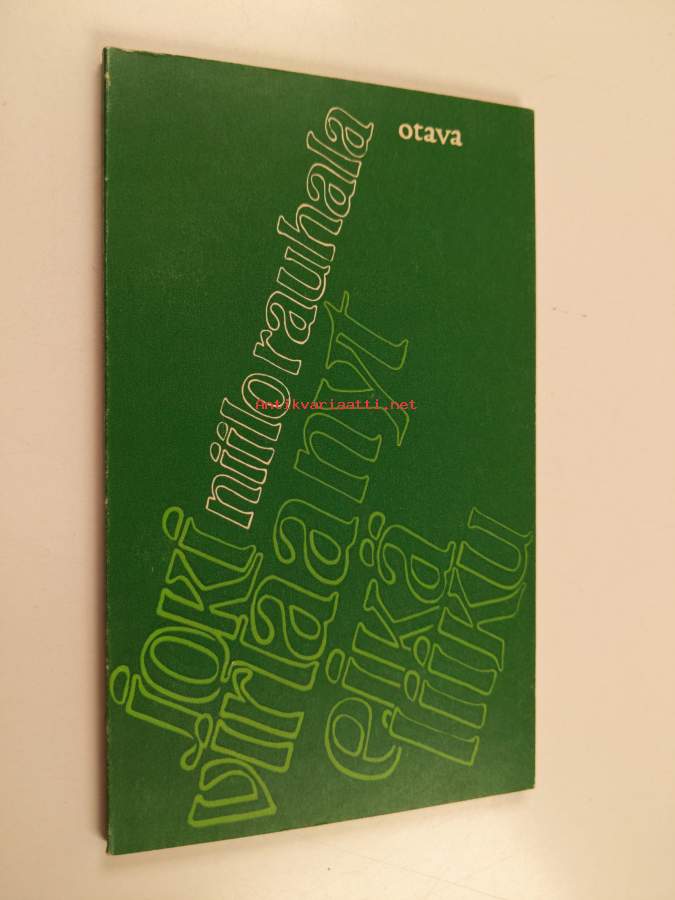 otava
niilo rauhala
joki
virtaa nyt
eikä
liiku
Antikvariaatti.net